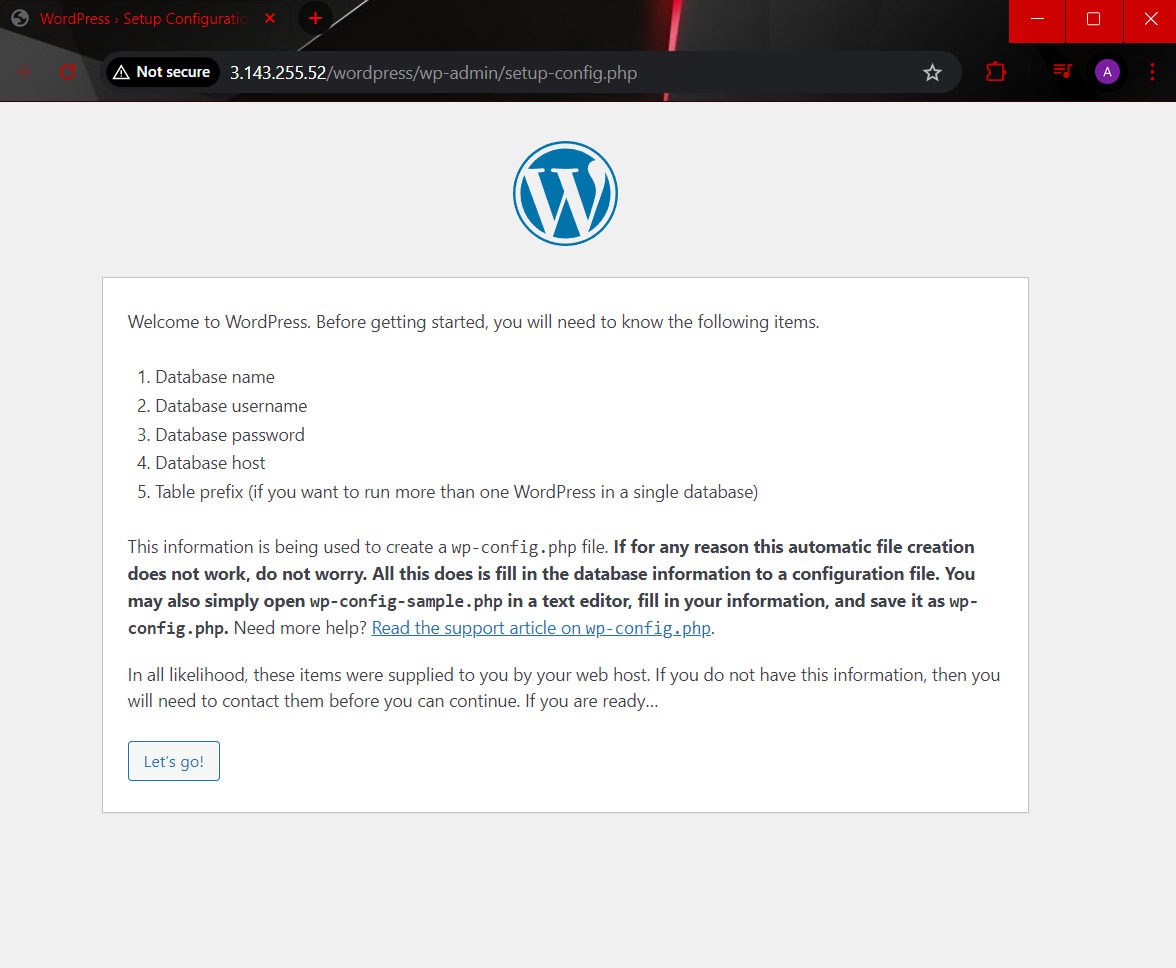 WordPress › Setup Configuratio
Not secure
3.143.255.52/wordpress/wp-admin/setup-config.php
A
W
Welcome to WordPress. Before getting started, you will need to know the following items.
1. Database name
2. Database username
3. Database password
4. Database host
5. Table prefix (if you want to run more than one WordPress in a single database)
This information is being used to create a wp-config.php file. If for any reason this automatic file creation
does not work, do not worry. All this does is fill in the database information to a configuration file. You
may also simply open wp-config-sample.php in a text editor, fill in your information, and save it as wp-
config.php. Need more help? Read the support article on wp-config.php.
In all likelihood, these items were supplied to you by your web host. If you do not have this information, then you
will need to contact them before you can continue. If you are ready…
Let’s go!